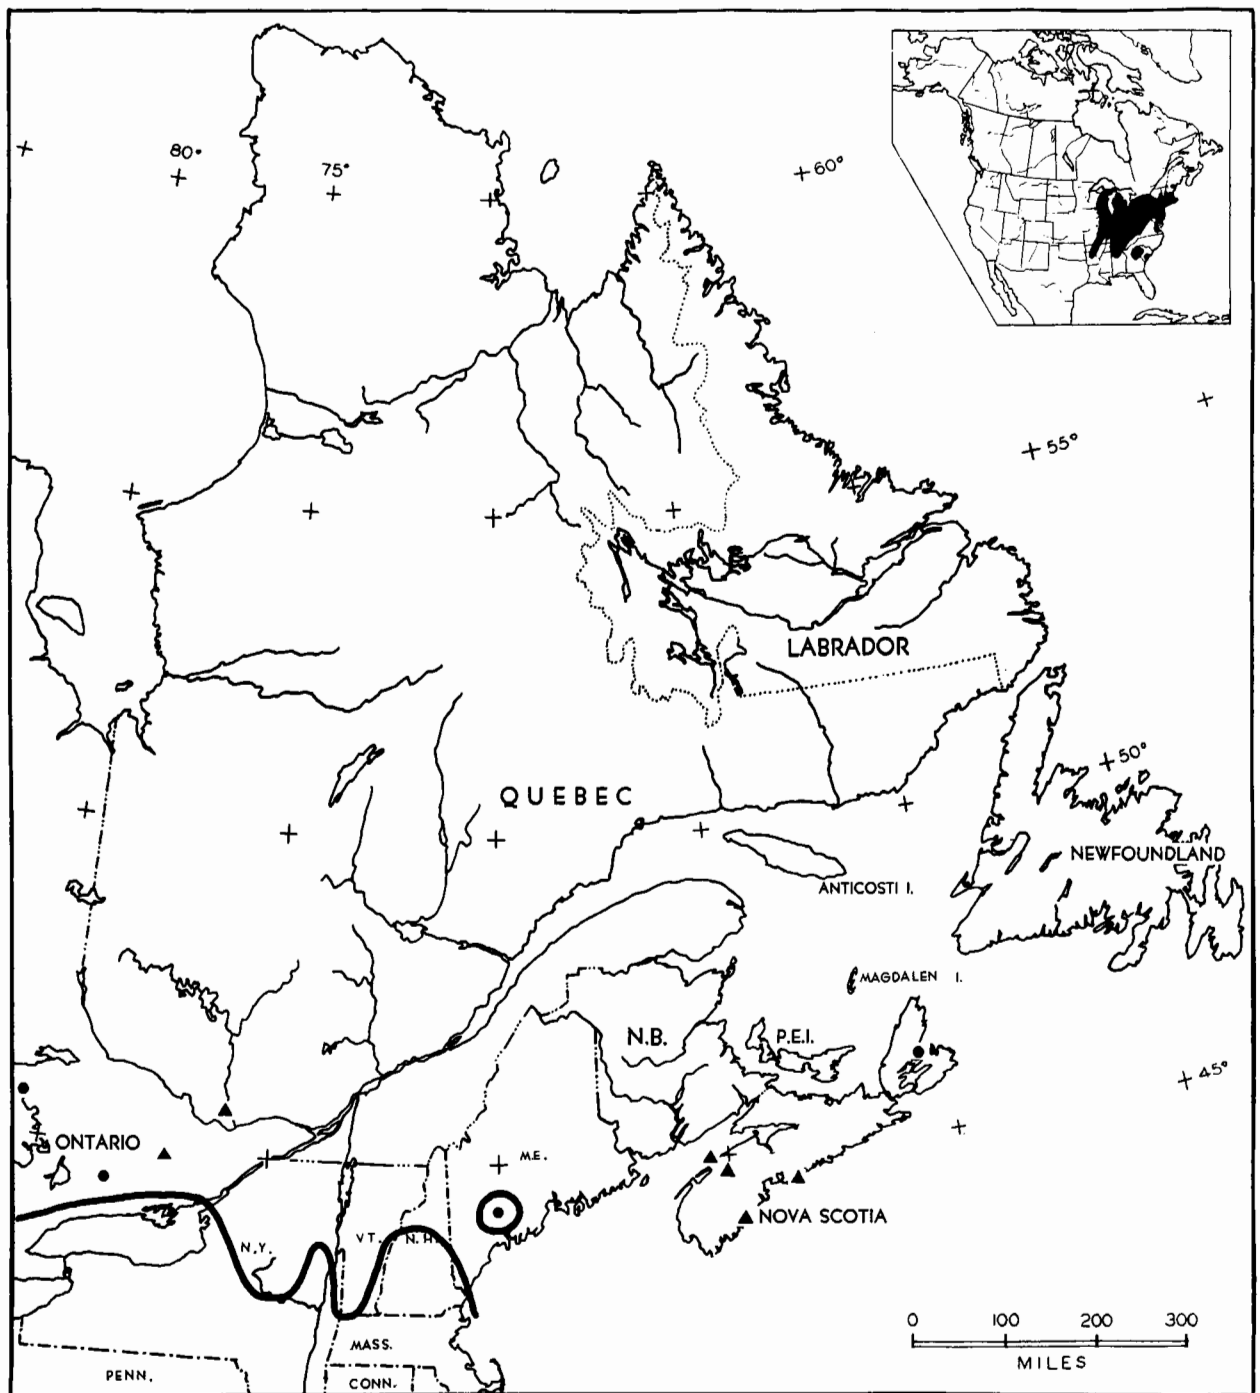 80°
75°
60°
55°
LABRADOR
50°
QUEBEC
NEWFOUNDLAND
ANTICOSTI I.
MAGDALEN I.
N.B.
P.E.I.
45°
ONTARIO
M.E.
NOVA SCOTIA
N.Y.
VT.
N.H.
0 100 200 300
MILES
MASS.
PENN.
CONN.